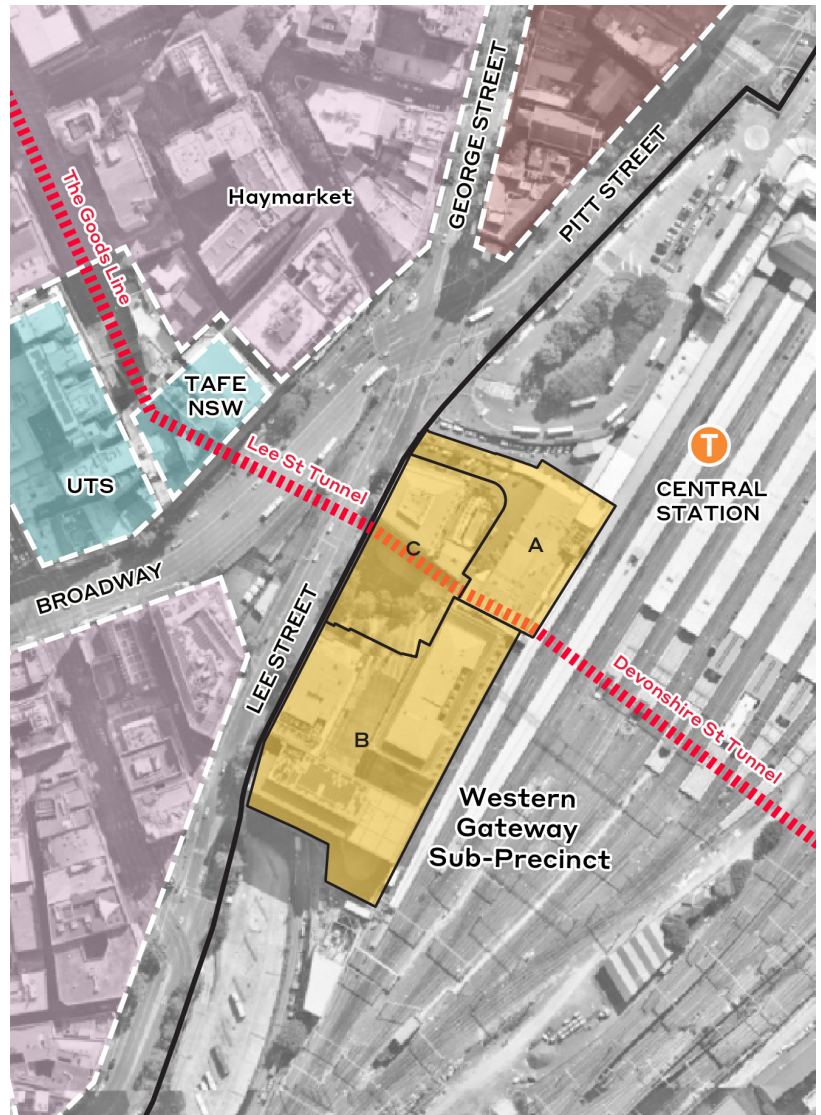 GEORGE STREET
PITT STREET
Haymarket
The Goods Line
TAFE
NSW
Lee St Tunnel
UTS
T
CENTRAL
STATION
A
C
BROADWAY
LEE STREET
B
Devonshire St Tunnel
Western
Gateway
Sub-Precinct